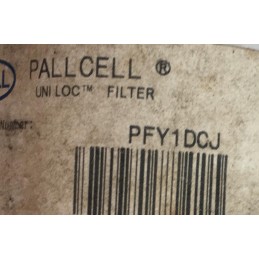 PALLCELL ®
UNI LOC™ FILTER
Number:
PFY1DCJ